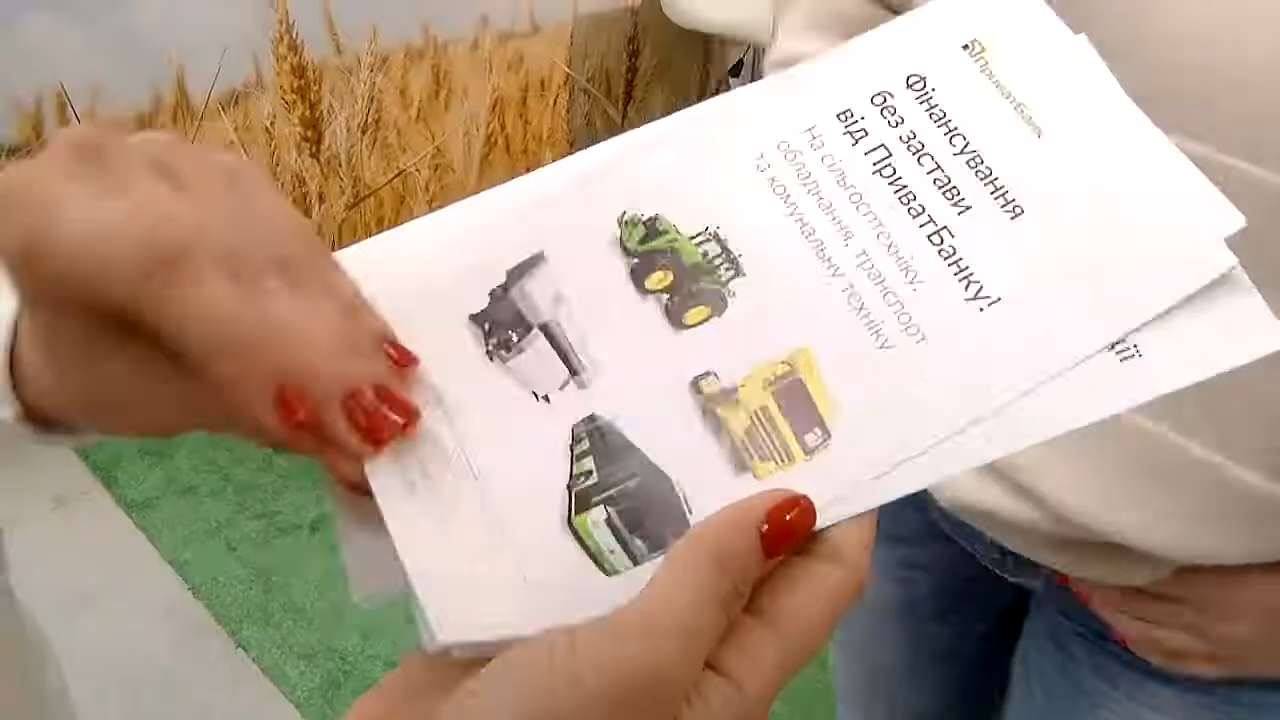 ПриватБанк
Фінансування
без застави
від ПриватБанку!
На сільгосптехніку,
обладнання, транспорт
та комунальну техніку